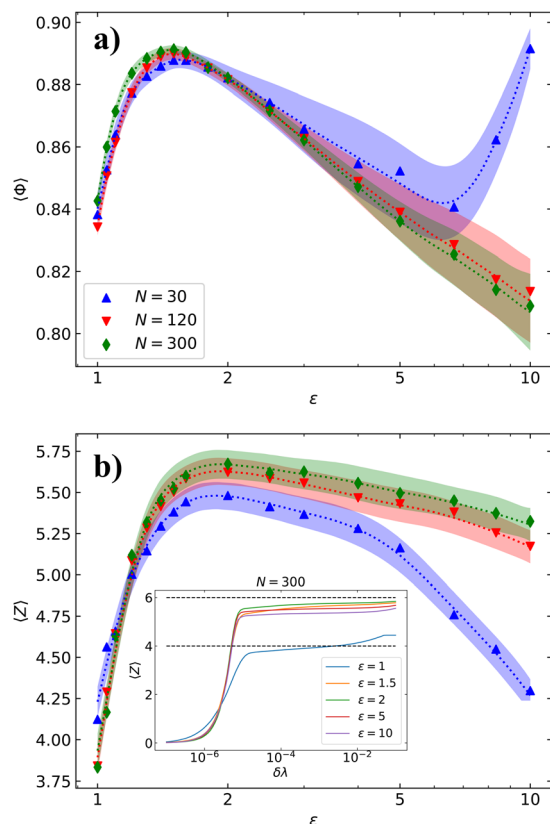 a)
0.90
0.88
0.86
0.84
0.82
0.80
⟨Φ⟩
N = 30
N = 120
N = 300
1
2
5
10
ε
b)
5.75
5.50
5.25
5.00
4.75
4.50
4.25
4.00
3.75
⟨Z⟩
N = 300
6
4
2
0
⟨Z⟩
ε = 1
ε = 1.5
ε = 2
ε = 5
ε = 10
10⁻⁶
10⁻⁴
10⁻²
δλ
1
2
5
10
ε